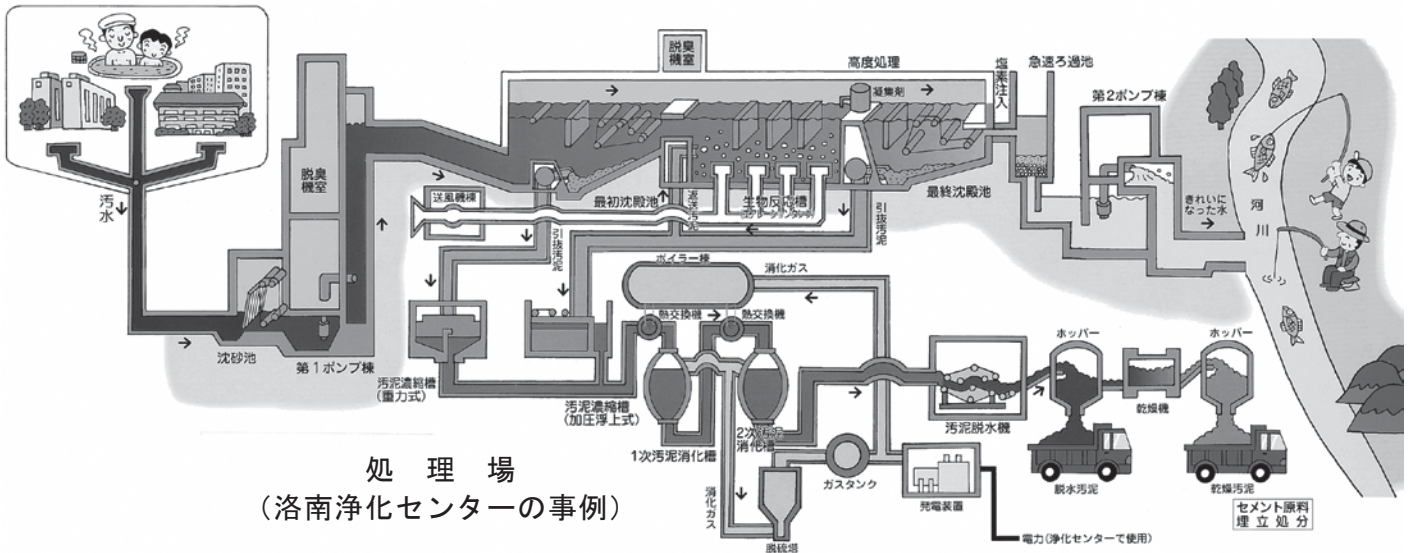 脱臭
機室
高度処理
塩素注入
急速ろ過池
凝集剤
第2ポンプ棟
脱臭
機室
汚水
送風機棟
最初沈殿池
返送汚泥
生物反応槽
(エアレーションタンク)
最終沈殿池
きれいに
なった水
河川
引抜汚泥
引抜汚泥
ボイラー棟
消化ガス
熱交換機
熱交換機
沈砂池
第1ポンプ棟
汚泥濃縮槽
(重力式)
汚泥濃縮槽
(加圧浮上式)
1次汚泥消化槽
2次汚泥
消化槽
汚泥脱水機
ホッパー
乾燥機
ホッパー
ガスタンク
発電装置
脱水汚泥
乾燥汚泥
セメント原料
埋立処分
消化ガス
脱硫塔
電力(浄化センターで使用)
処理場
(洛南浄化センターの事例)